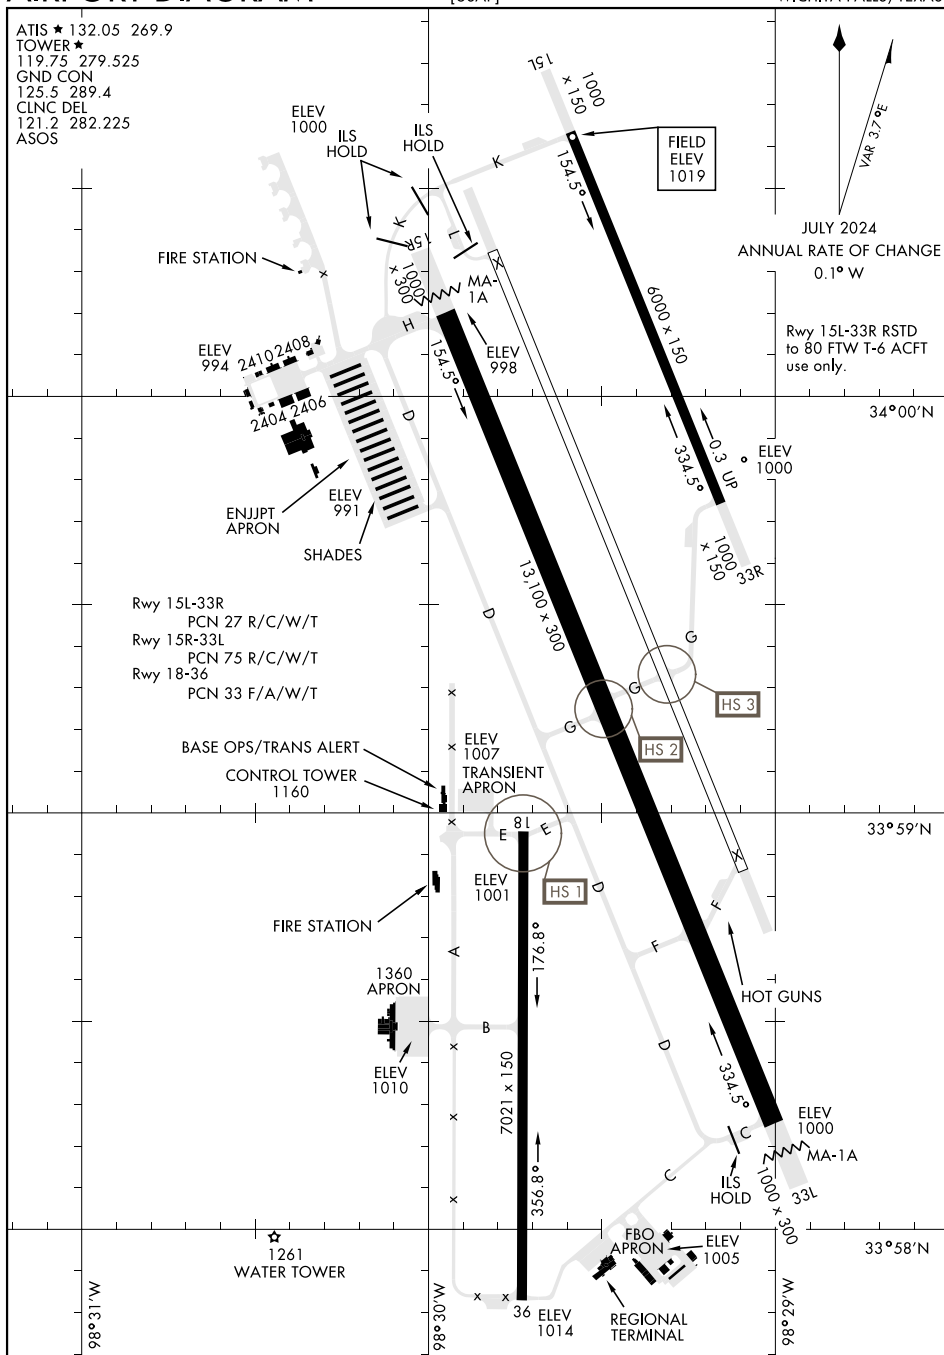 ATIS ★ 132.05 269.9
TOWER ★
119.75 279.525
GND CON
125.5 289.4
CLNC DEL
121.2 282.225
ASOS
15L
1000
× 150
FIELD
ELEV
1019
VAR 3.7°E
JULY 2024
ANNUAL RATE OF CHANGE
0.1° W
Rwy 15L-33R RSTD
to 80 FTW T-6 ACFT
use only.
ELEV
1000
ILS
HOLD
ILS
HOLD
K
154.5°
K
L
15R
1000
× 300
MA-
1A
FIRE STATION
x
X
H
ELEV
998
154.5°
6000 x 150
ELEV
994
2410
2408
2404
2406
D
34°00'N
0.3 UP
334.5°
ELEV
1000
ENJJPT
APRON
ELEV
991
SHADES
1000
× 150
33R
13,100 x 300
D
Rwy 15L-33R
PCN 27 R/C/W/T
Rwy 15R-33L
PCN 75 R/C/W/T
Rwy 18-36
PCN 33 F/A/W/T
G
G
G
HS 3
HS 2
x
x
BASE OPS/TRANS ALERT
ELEV
1007
CONTROL TOWER
1160
TRANSIENT
APRON
x
18
E
E
33°59'N
X
ELEV
1001
HS 1
D
F
FIRE STATION
F
A
176.8°
HOT GUNS
1360
APRON
B
ELEV
1010
x
D
334.5°
7021 x 150
x
ELEV
1000
C
MA-1A
356.8°
ILS
HOLD
C
x
33L
1000 x 300
1261
WATER TOWER
FBO
APRON
ELEV
1005
33°58'N
x
x
36
ELEV
1014
REGIONAL
TERMINAL
98°31'W
98°30'W
98°29'W